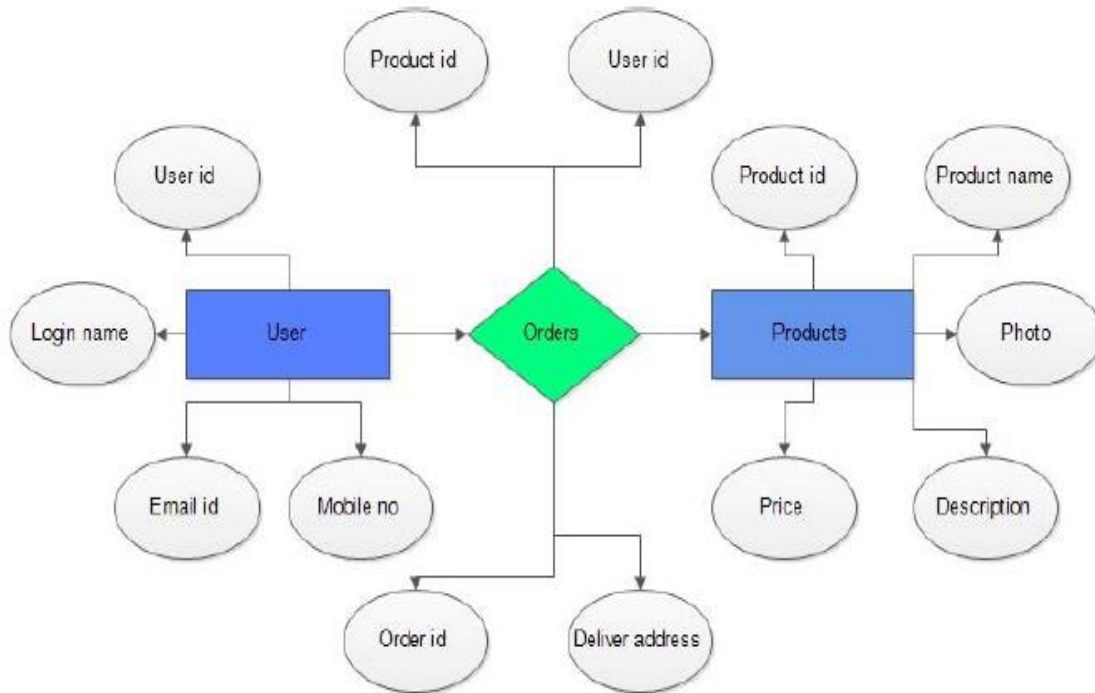 Product id
User id
User id
Product id
Product name
Login name
User
Orders
Products
Photo
Email id
Mobile no
Price
Description
Order id
Deliver address